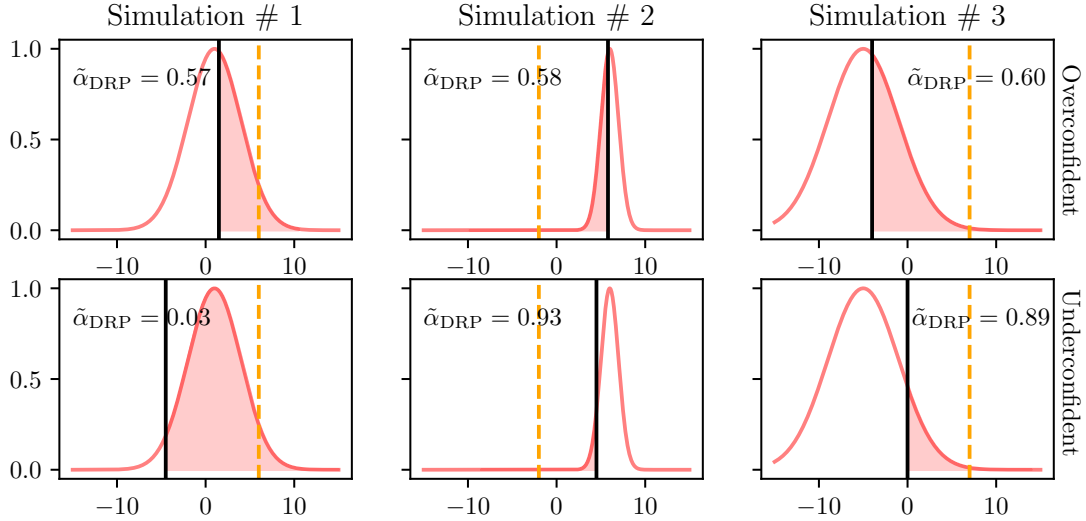 Simulation # 1
Simulation # 2
Simulation # 3
1.0
0.5
0.0
α̃DRP = 0.57
α̃DRP = 0.58
α̃DRP = 0.60
Overconfident
−10 0 10
−10 0 10
−10 0 10
1.0
0.5
0.0
α̃DRP = 0.03
α̃DRP = 0.93
α̃DRP = 0.89
Underconfident
−10 0 10
−10 0 10
−10 0 10